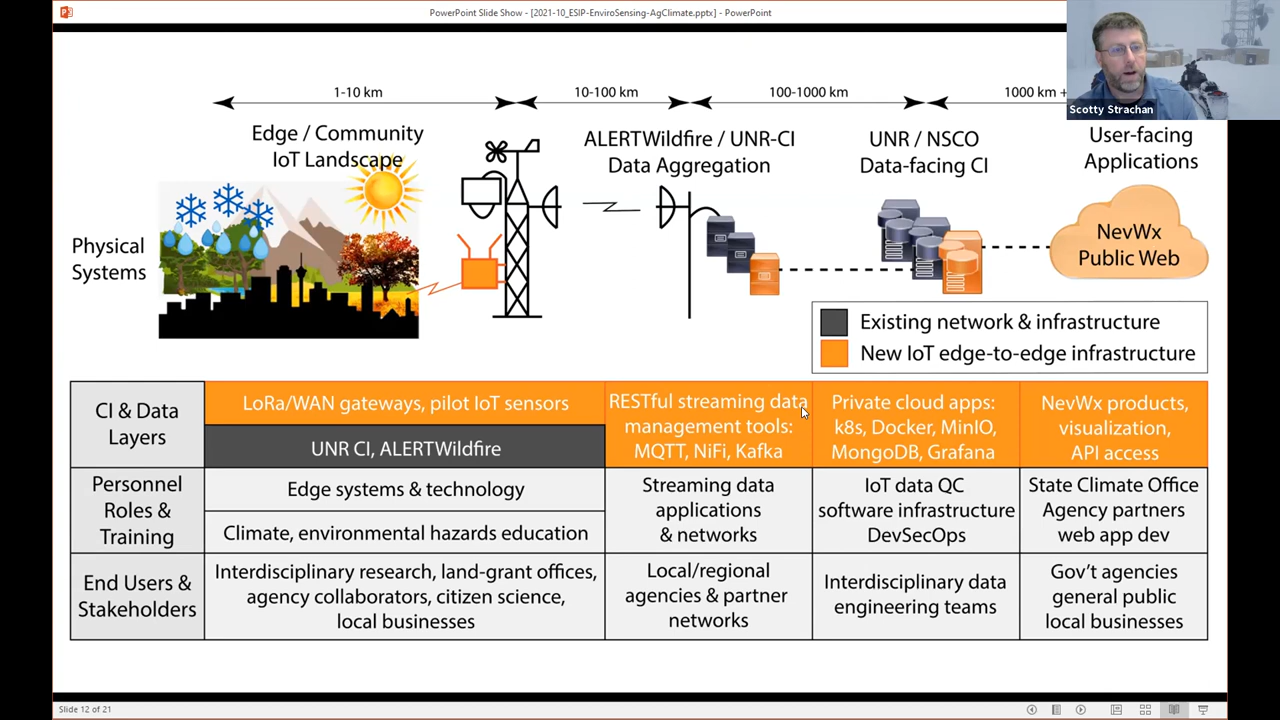 PowerPoint Slide Show - [2021-10_ESIP-EnviroSensing-AgClimate.pptx] - PowerPoint
Scotty Strachan
1-10 km
10-100 km
100-1000 km
1000 km +
Edge / Community
IoT Landscape
ALERTWildfire / UNR-CI
Data Aggregation
UNR / NSCO
Data-facing CI
User-facing
Applications
Physical
Systems
NevWx
Public Web
Existing network & infrastructure
New IoT edge-to-edge infrastructure
CI & Data
Layers
LoRa/WAN gateways, pilot IoT sensors
UNR CI, ALERTWildfire
RESTful streaming data
management tools:
MQTT, NiFi, Kafka
Private cloud apps:
k8s, Docker, MinIO,
MongoDB, Grafana
NevWx products,
visualization,
API access
Personnel
Roles &
Training
Edge systems & technology
Climate, environmental hazards education
Streaming data
applications
& networks
IoT data QC
software infrastructure
DevSecOps
State Climate Office
Agency partners
web app dev
End Users &
Stakeholders
Interdisciplinary research, land-grant offices,
agency collaborators, citizen science,
local businesses
Local/regional
agencies & partner
networks
Interdisciplinary data
engineering teams
Gov't agencies
general public
local businesses
Slide 12 of 21